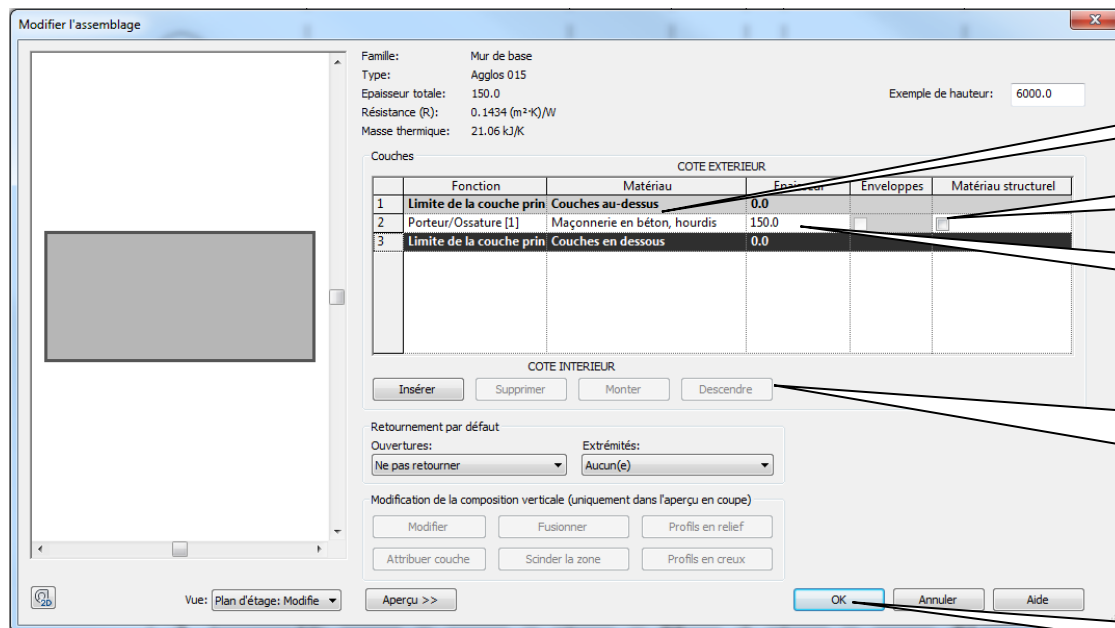 Modifier l'assemblage
Famille: Mur de base
Type: Agglos 015
Epaisseur totale: 150.0
Exemple de hauteur: 6000.0
Résistance (R): 0.1434 (m²·K)/W
Masse thermique: 21.06 kJ/K
Couches
COTE EXTERIEUR
Fonction Matériau Epaisseur Enveloppes Matériau structurel
1 Limite de la couche prin Couches au-dessus 0.0
2 Porteur/Ossature [1] Maçonnerie en béton, hourdis 150.0
3 Limite de la couche prin Couches en dessous 0.0
COTE INTERIEUR
Insérer Supprimer Monter Descendre
Retournement par défaut
Ouvertures: Extrémités:
Ne pas retourner Aucun(e)
Modification de la composition verticale (uniquement dans l'aperçu en coupe)
Modifier Fusionner Profils en relief
Attribuer couche Scinder la zone Profils en creux
2D Vue: Plan d'étage: Modifie Aperçu >> OK Annuler Aide